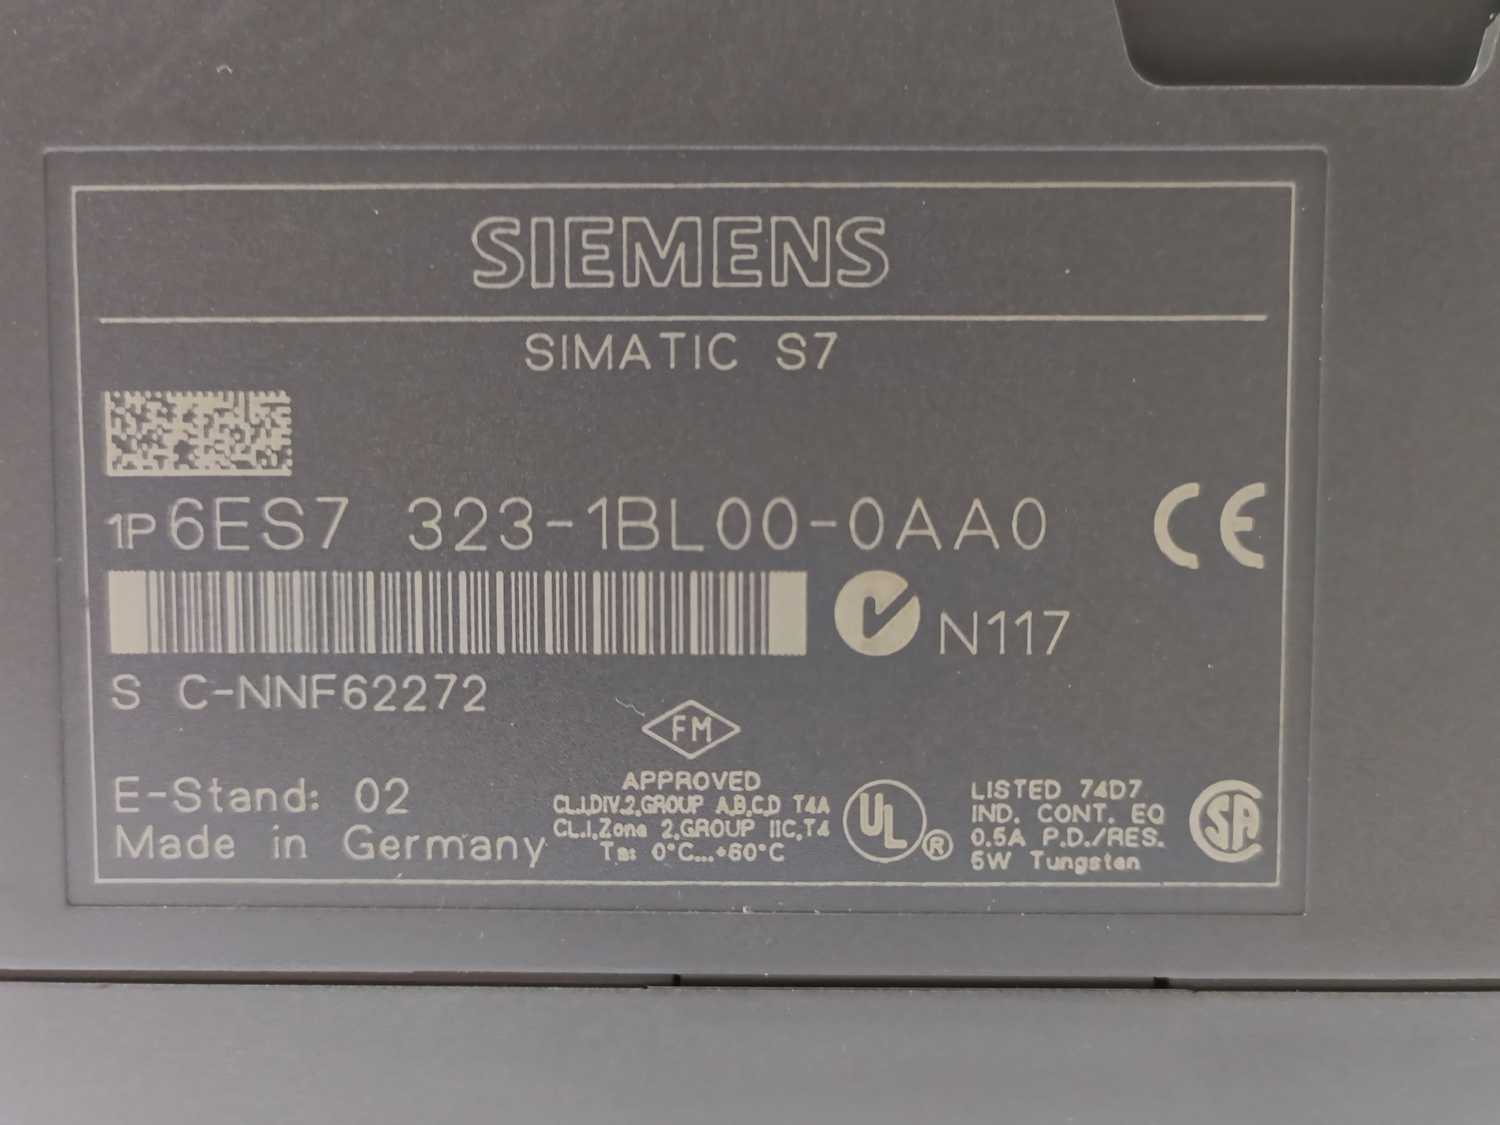 SIEMENS
SIMATIC S7
1P 6ES7 323-1BL00-0AA0
CE
N117
S C-NNF62272
FM
APPROVED
CL.I,DIV.2,GROUP A,B,C,D T4A
CL.I,Zone 2,GROUP IIC,T4
Ta: 0°C...+60°C
E-Stand: 02
Made in Germany
UL ®
LISTED 74D7
IND. CONT. EQ
0.5A P.D./RES.
5W Tungsten
SA